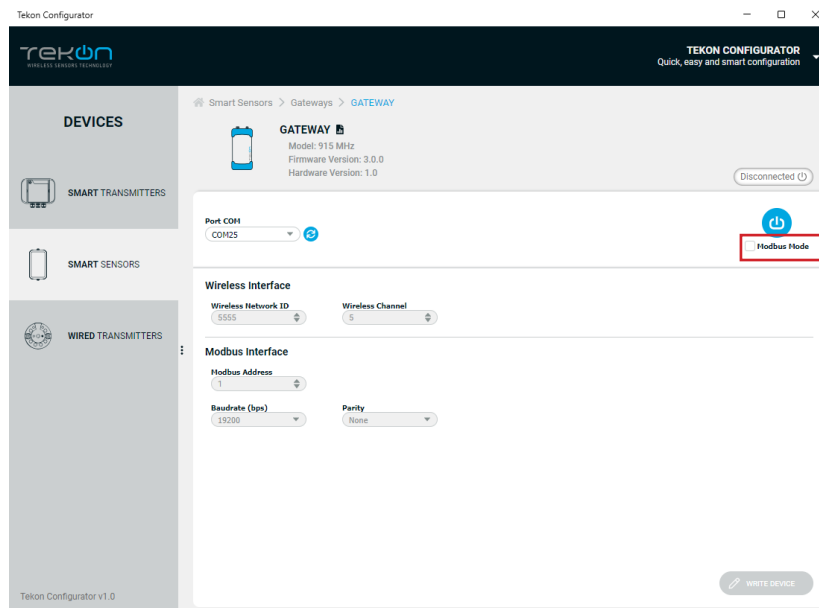 Tekon Configurator
TEKON
WIRELESS SENSORS TECHNOLOGY
TEKON CONFIGURATOR
Quick, easy and smart configuration
DEVICES
SMART TRANSMITTERS
SMART SENSORS
WIRED TRANSMITTERS
Tekon Configurator v1.0
Smart Sensors > Gateways > GATEWAY
GATEWAY
Model: 915 MHz
Firmware Version: 3.0.0
Hardware Version: 1.0
Disconnected
Port COM
COM25
Modbus Mode
Wireless Interface
Wireless Network ID Wireless Channel
5555 5
Modbus Interface
Modbus Address
1
Baudrate (bps) Parity
19200 None
WRITE DEVICE